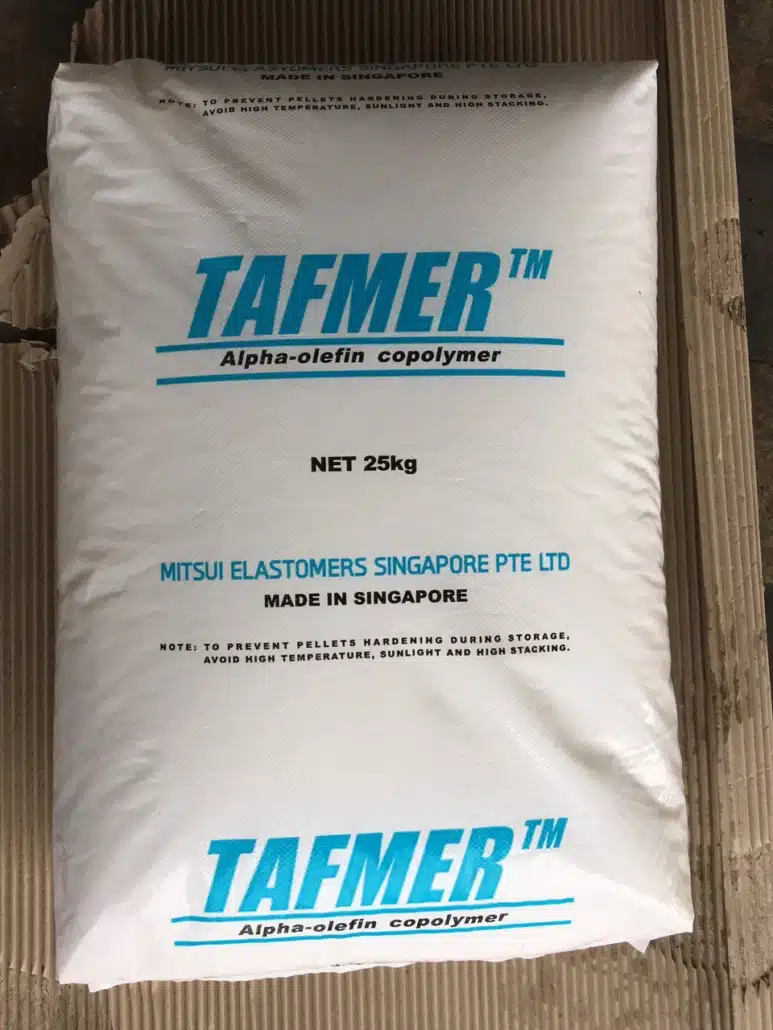 MITSUI ELASTOMERS SINGAPORE PTE LTD
MADE IN SINGAPORE
NOTE: TO PREVENT PELLETS HARDENING DURING STORAGE,
AVOID HIGH TEMPERATURE, SUNLIGHT AND HIGH STACKING.
TAFMER™
Alpha-olefin copolymer
NET 25kg
MITSUI ELASTOMERS SINGAPORE PTE LTD
MADE IN SINGAPORE
NOTE: TO PREVENT PELLETS HARDENING DURING STORAGE,
AVOID HIGH TEMPERATURE, SUNLIGHT AND HIGH STACKING.
TAFMER™
Alpha-olefin copolymer